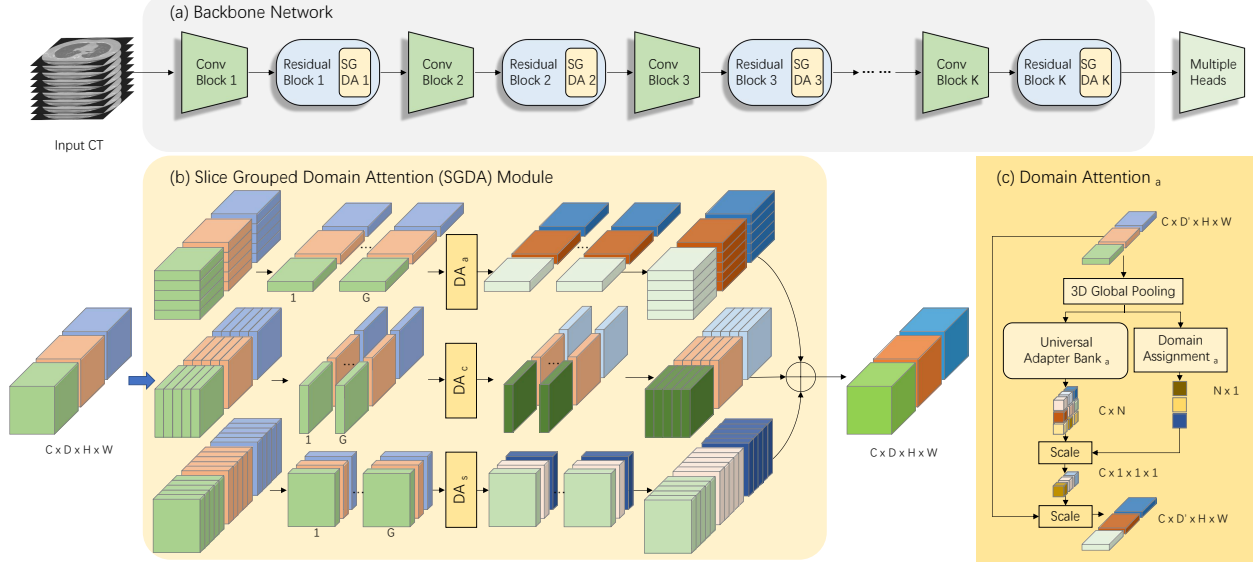 (a) Backbone Network
Conv
Block 1
Residual
Block 1
SG
DA 1
Conv
Block 2
Residual
Block 2
SG
DA 2
Conv
Block 3
Residual
Block 3
SG
DA 3
... ...
Conv
Block K
Residual
Block K
SG
DA K
Multiple
Heads
Input CT
(b) Slice Grouped Domain Attention (SGDA) Module
...
1
G
DA a
...
...
1
G
DA c
...
C x D x H x W
...
1
G
DA s
...
C x D x H x W
(c) Domain Attention a
C x D' x H x W
3D Global Pooling
Universal
Adapter Bank a
Domain
Assignment a
N x 1
C x N
Scale
C x 1 x 1 x 1
Scale
C x D' x H x W